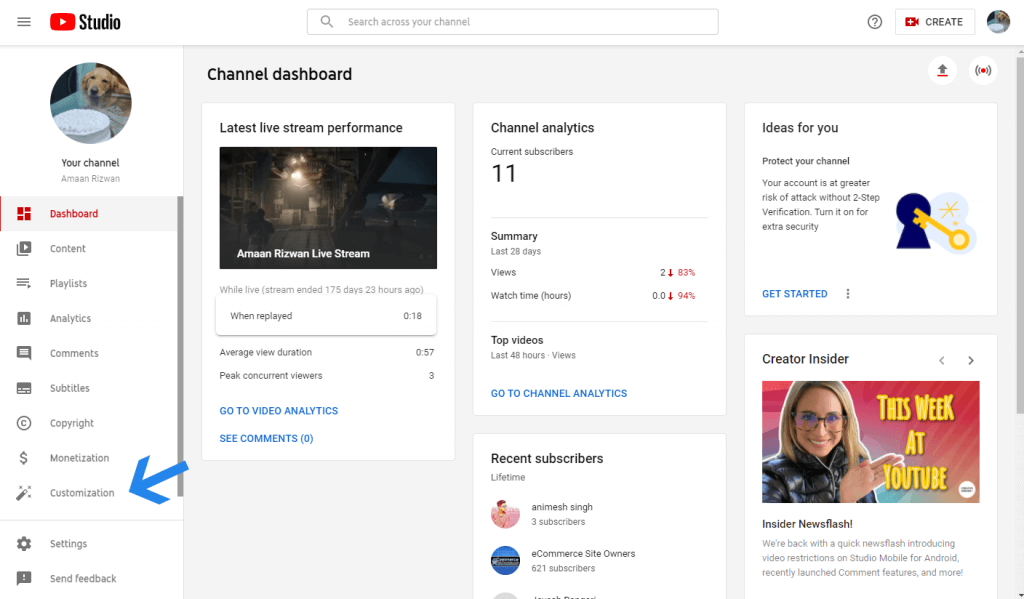 Studio
Search across your channel
CREATE
Your channel
Amaan Rizwan
Dashboard
Content
Playlists
Analytics
Comments
Subtitles
Copyright
Monetization
Customization
Settings
Send feedback
Channel dashboard
Latest live stream performance
Amaan Rizwan Live Stream
While live (stream ended 175 days 23 hours ago)
When replayed 0:18
Average view duration 0:57
Peak concurrent viewers 3
GO TO VIDEO ANALYTICS
SEE COMMENTS (0)
Channel analytics
Current subscribers
11
Summary
Last 28 days
Views 2 83%
Watch time (hours) 0.0 94%
Top videos
Last 48 hours · Views
GO TO CHANNEL ANALYTICS
Recent subscribers
Lifetime
animesh singh
3 subscribers
eCommerce Site Owners
621 subscribers
Ideas for you
Protect your channel
Your account is at greater
risk of attack without 2-Step
Verification. Turn it on for
extra security
GET STARTED
Creator Insider
THIS WEEK
AT
YOUTUBE
Insider Newsflash!
We're back with a quick newsflash introducing
video restrictions on Studio Mobile for Android,
recently launched Comment features, and more!